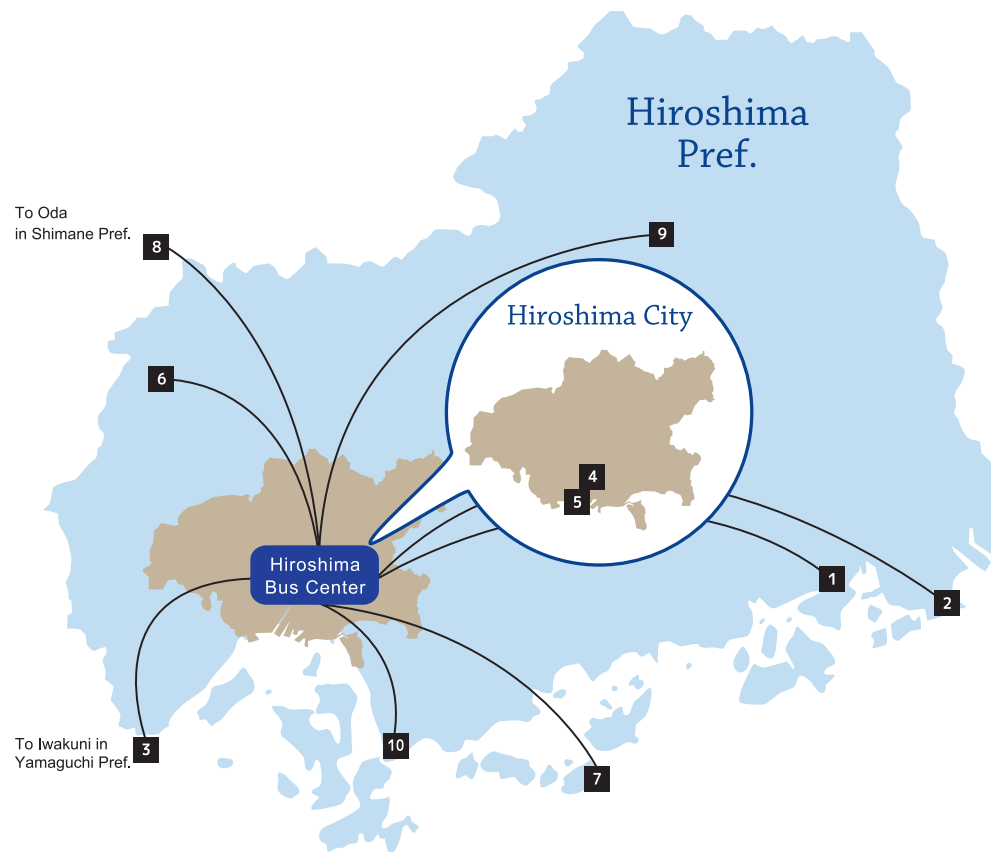 Hiroshima
Pref.
To Oda
in Shimane Pref.
8
9
Hiroshima City
6
4
5
Hiroshima
Bus Center
1
2
To Iwakuni in
Yamaguchi Pref.
3
10
7